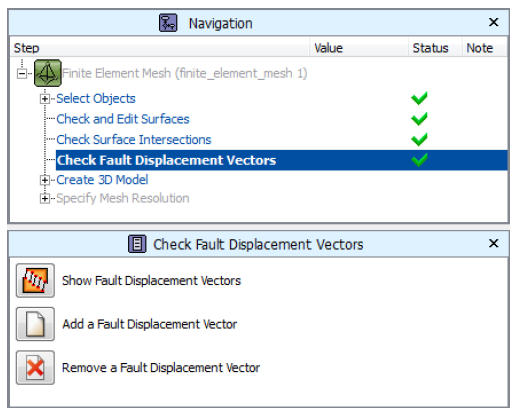 Navigation
Step Value Status Note
Finite Element Mesh (finite_element_mesh 1)
Select Objects
Check and Edit Surfaces
Check Surface Intersections
Check Fault Displacement Vectors
Create 3D Model
Specify Mesh Resolution
Check Fault Displacement Vectors
Show Fault Displacement Vectors
Add a Fault Displacement Vector
Remove a Fault Displacement Vector